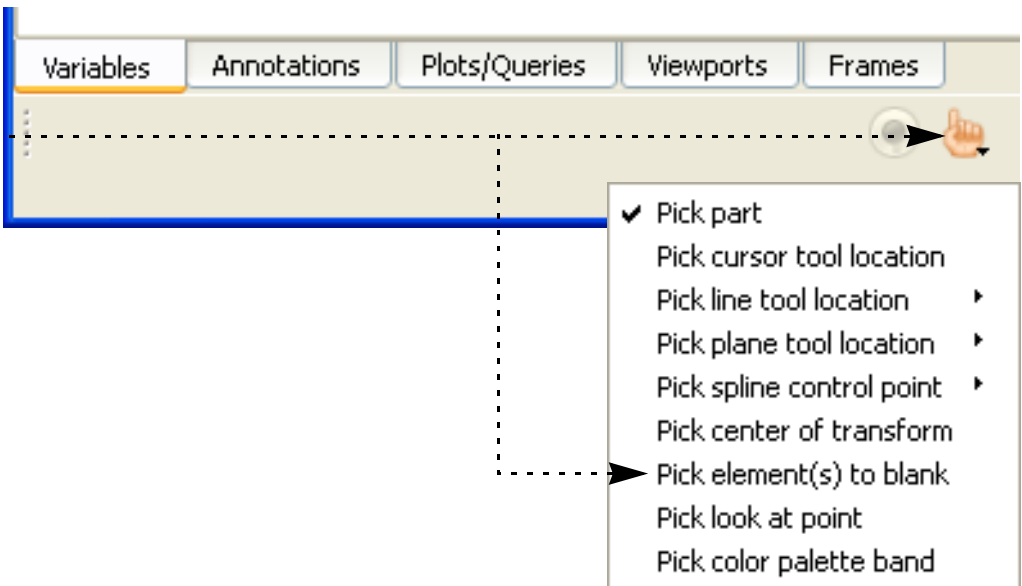 Variables Annotations Plots/Queries Viewports Frames
Pick part
Pick cursor tool location
Pick line tool location
Pick plane tool location
Pick spline control point
Pick center of transform
Pick element(s) to blank
Pick look at point
Pick color palette band